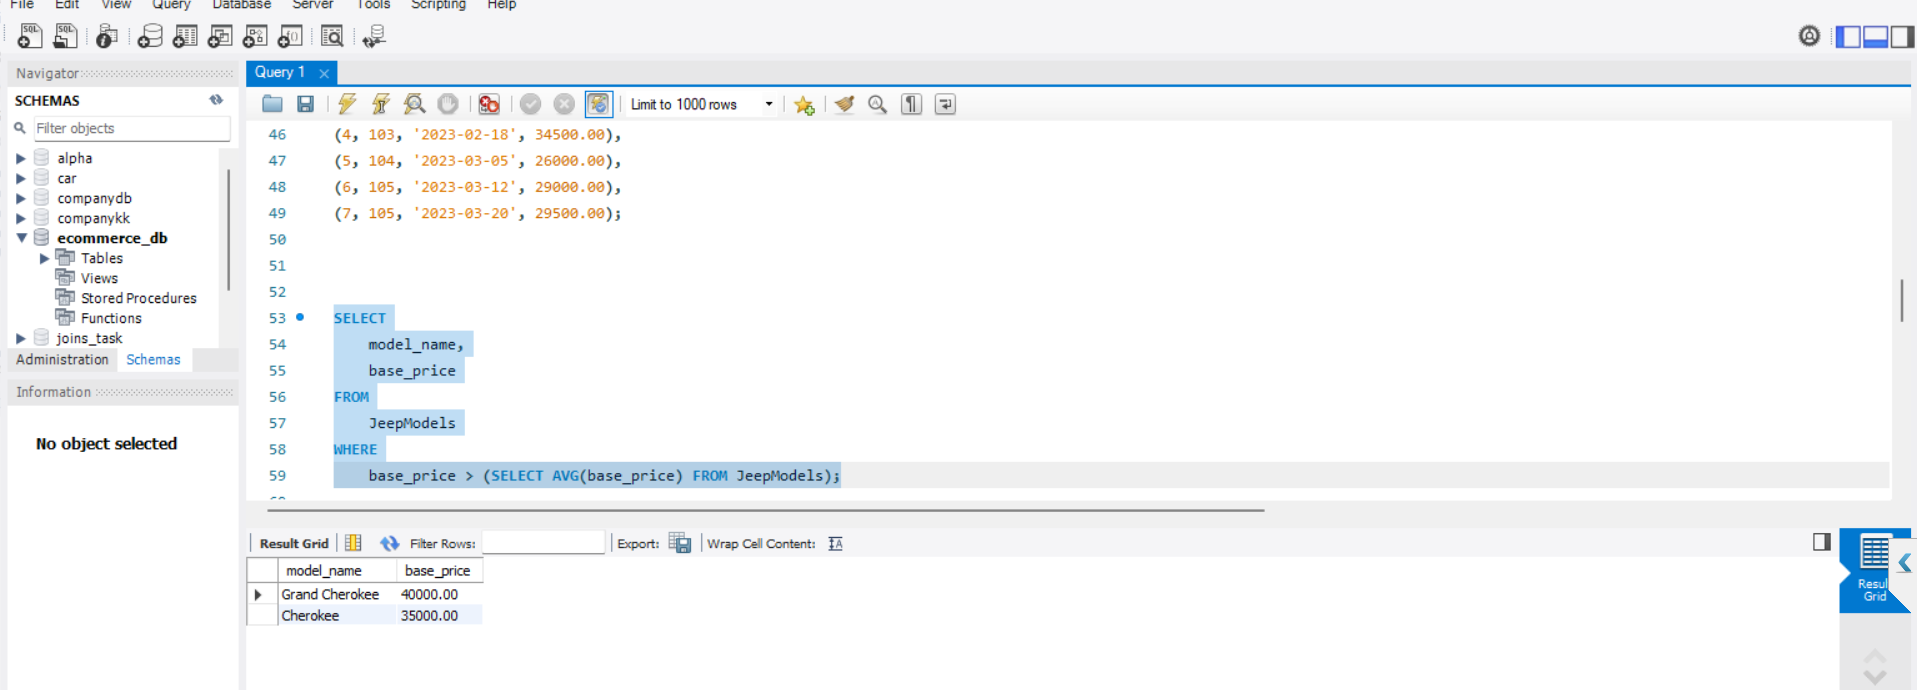 File Edit View Query Database Server Tools Scripting Help
Navigator
SCHEMAS
Filter objects
alpha
car
companydb
companykk
ecommerce_db
Tables
Views
Stored Procedures
Functions
joins_task
Administration Schemas
Information
No object selected
Query 1
Limit to 1000 rows
46 (4, 103, '2023-02-18', 34500.00),
47 (5, 104, '2023-03-05', 26000.00),
48 (6, 105, '2023-03-12', 29000.00),
49 (7, 105, '2023-03-20', 29500.00);
50
51
52
53 SELECT
54 model_name,
55 base_price
56 FROM
57 JeepModels
58 WHERE
59 base_price > (SELECT AVG(base_price) FROM JeepModels);
Result Grid Filter Rows: Export: Wrap Cell Content:
model_name base_price
Grand Cherokee 40000.00
Cherokee 35000.00
Grid